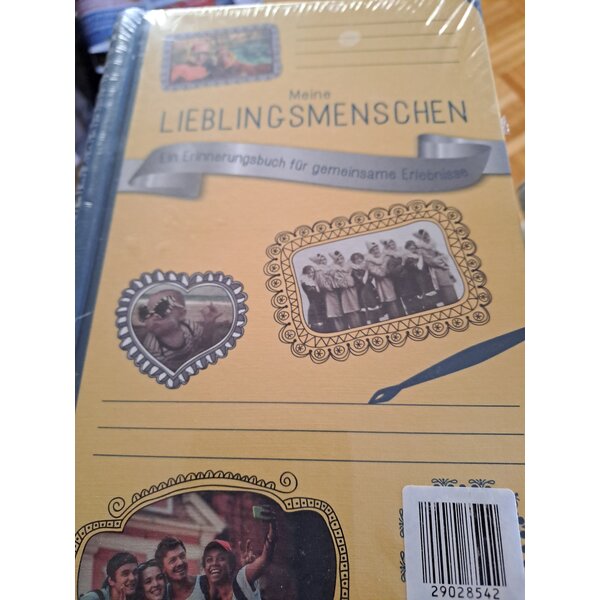 Meine
LIEBLINGSMENSCHEN
Ein Erinnerungsbuch für gemeinsame Erlebnisse
29028542